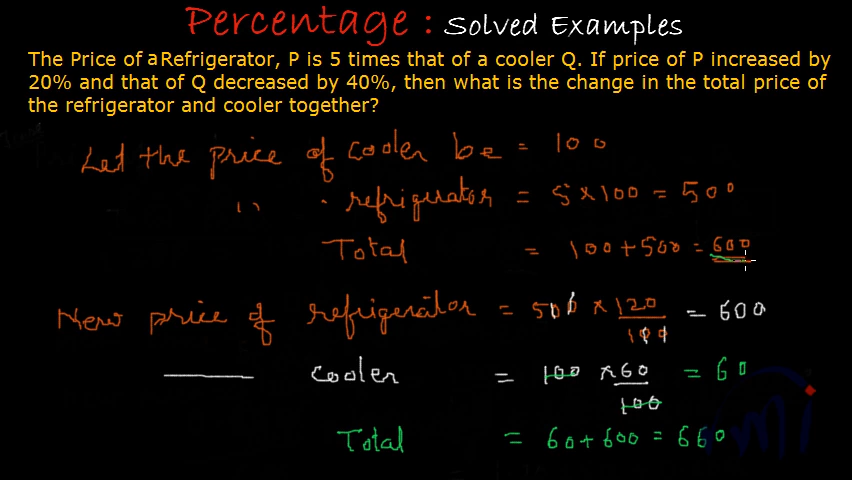 Percentage : Solved Examples
The Price of a Refrigerator, P is 5 times that of a cooler Q. If price of P increased by
20% and that of Q decreased by 40%, then what is the change in the total price of
the refrigerator and cooler together?
Let the price of cooler be = 100
" . refrigerator = 5 × 100 = 500
Total = 100 + 500 = 600
New price of refrigerator = 500 × 120/100 = 600
cooler = 100 × 60/100 = 60
Total = 60 + 600 = 660